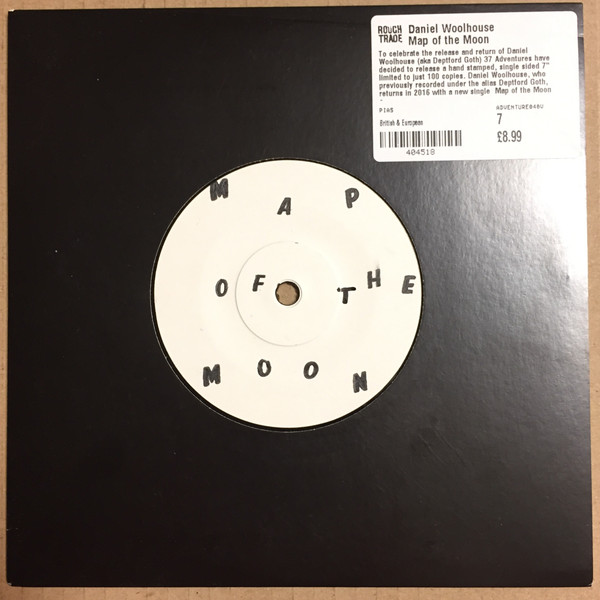 ROUGH
TRADE
Daniel Woolhouse
Map of the Moon
To celebrate the release and return of Daniel
Woolhouse (aka Deptford Goth) 37 Adventures have
decided to release a hand stamped, single sided 7"
limited to just 100 copies. Daniel Woolhouse, who
previously recorded under the alias Deptford Goth,
returns in 2016 with a new single Map of the Moon
.
PIAS
ADVENTURE040V
British & European
7
£8.99
404518
MAP
OF THE
MOON